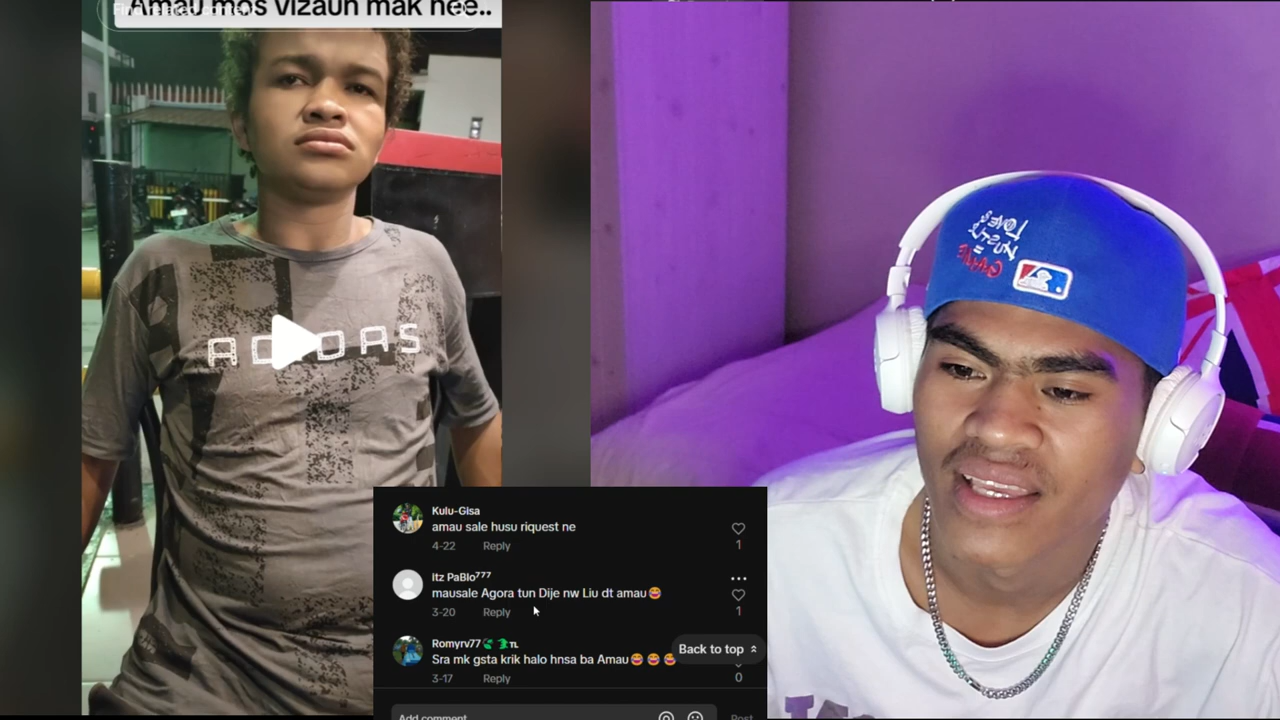 Amau mos vizaun mak nee..
ADIDAS
Kulu-Glsa
amau sale husu riquest ne
4-22 Reply
1
itz PaBlo⁷⁷⁷
mausale Agora tun Dije nw Liu dt amau😂
3-20 Reply
1
Romyrv77
Sra mk gsta krik halo hnsa ba Amau😂😂😂
Back to top
3-17 Reply
0
Add comment
Post